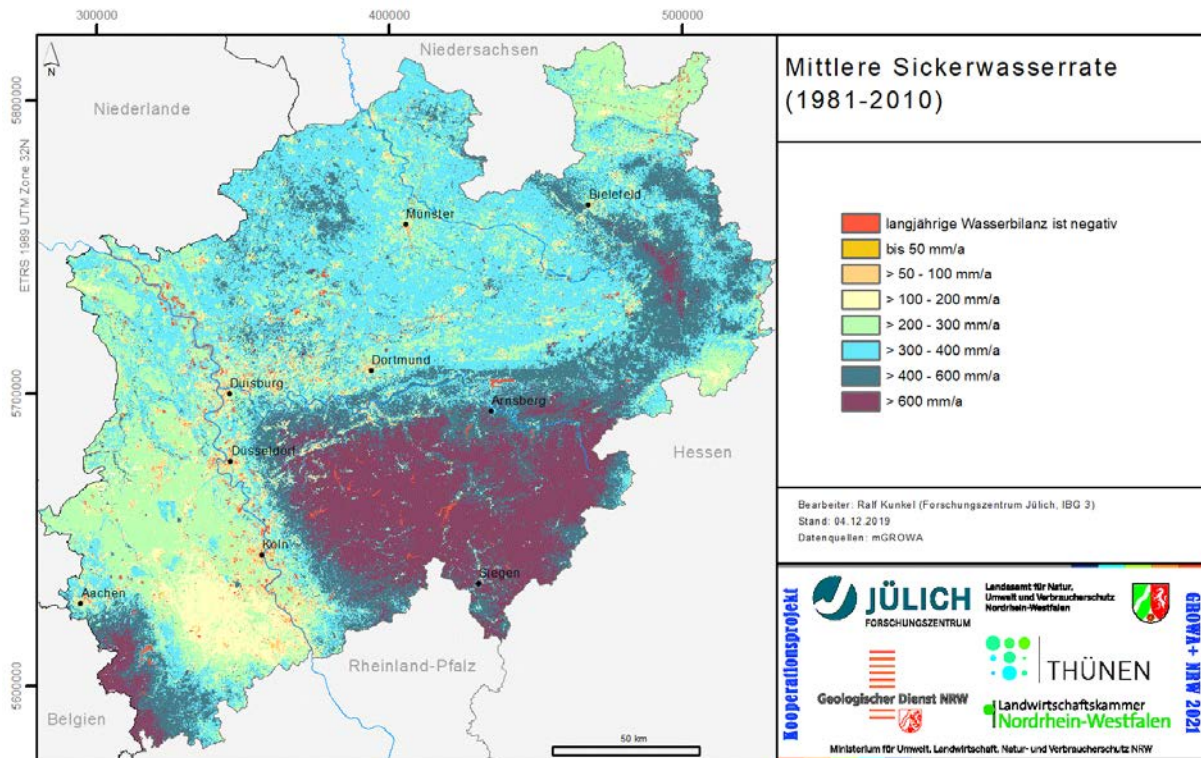 300000 400000 500000
5800000
5700000
5600000
ETRS 1989 UTM Zone 32N
N
Niedersachsen
Niederlande
Bielefeld
Münster
Dortmund
Duisburg
Arnsberg
Düsseldorf
Hessen
Köln
Siegen
Aachen
Rheinland-Pfalz
Belgien
50 km
Mittlere Sickerwasserrate
(1981-2010)
langjährige Wasserbilanz ist negativ
bis 50 mm/a
> 50 - 100 mm/a
> 100 - 200 mm/a
> 200 - 300 mm/a
> 300 - 400 mm/a
> 400 - 600 mm/a
> 600 mm/a
Bearbeiter: Ralf Kunkel (Forschungszentrum Jülich, IBG 3)
Stand: 04.12.2019
Datenquellen: mGROWA
Kooperationsprojekt
JÜLICH
FORSCHUNGSZENTRUM
Landesamt für Natur,
Umwelt und Verbraucherschutz
Nordrhein-Westfalen
THÜNEN
Geologischer Dienst NRW
Landwirtschaftskammer
Nordrhein-Westfalen
GROWA+ NRW 2021
Ministerium für Umwelt, Landwirtschaft, Natur- und Verbraucherschutz NRW